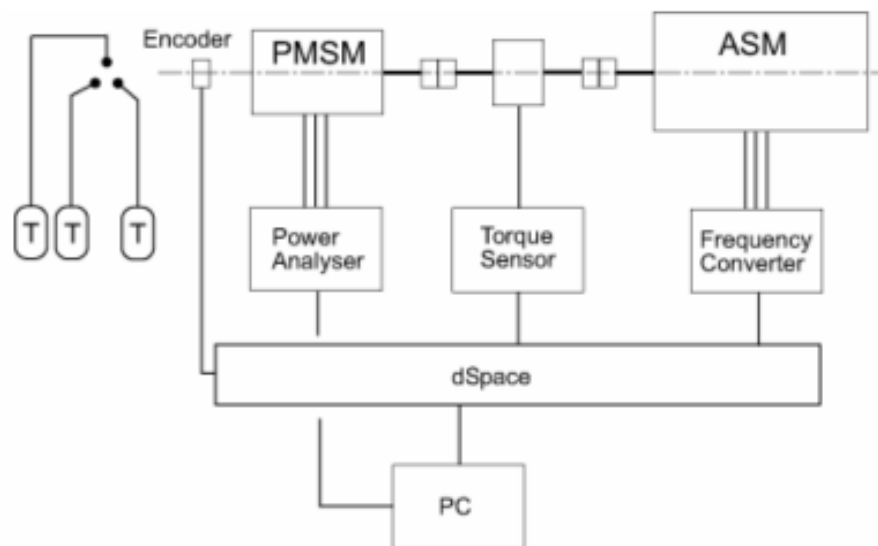 Encoder
PMSM
ASM
T
T
T
Power
Analyser
Torque
Sensor
Frequency
Converter
dSpace
PC